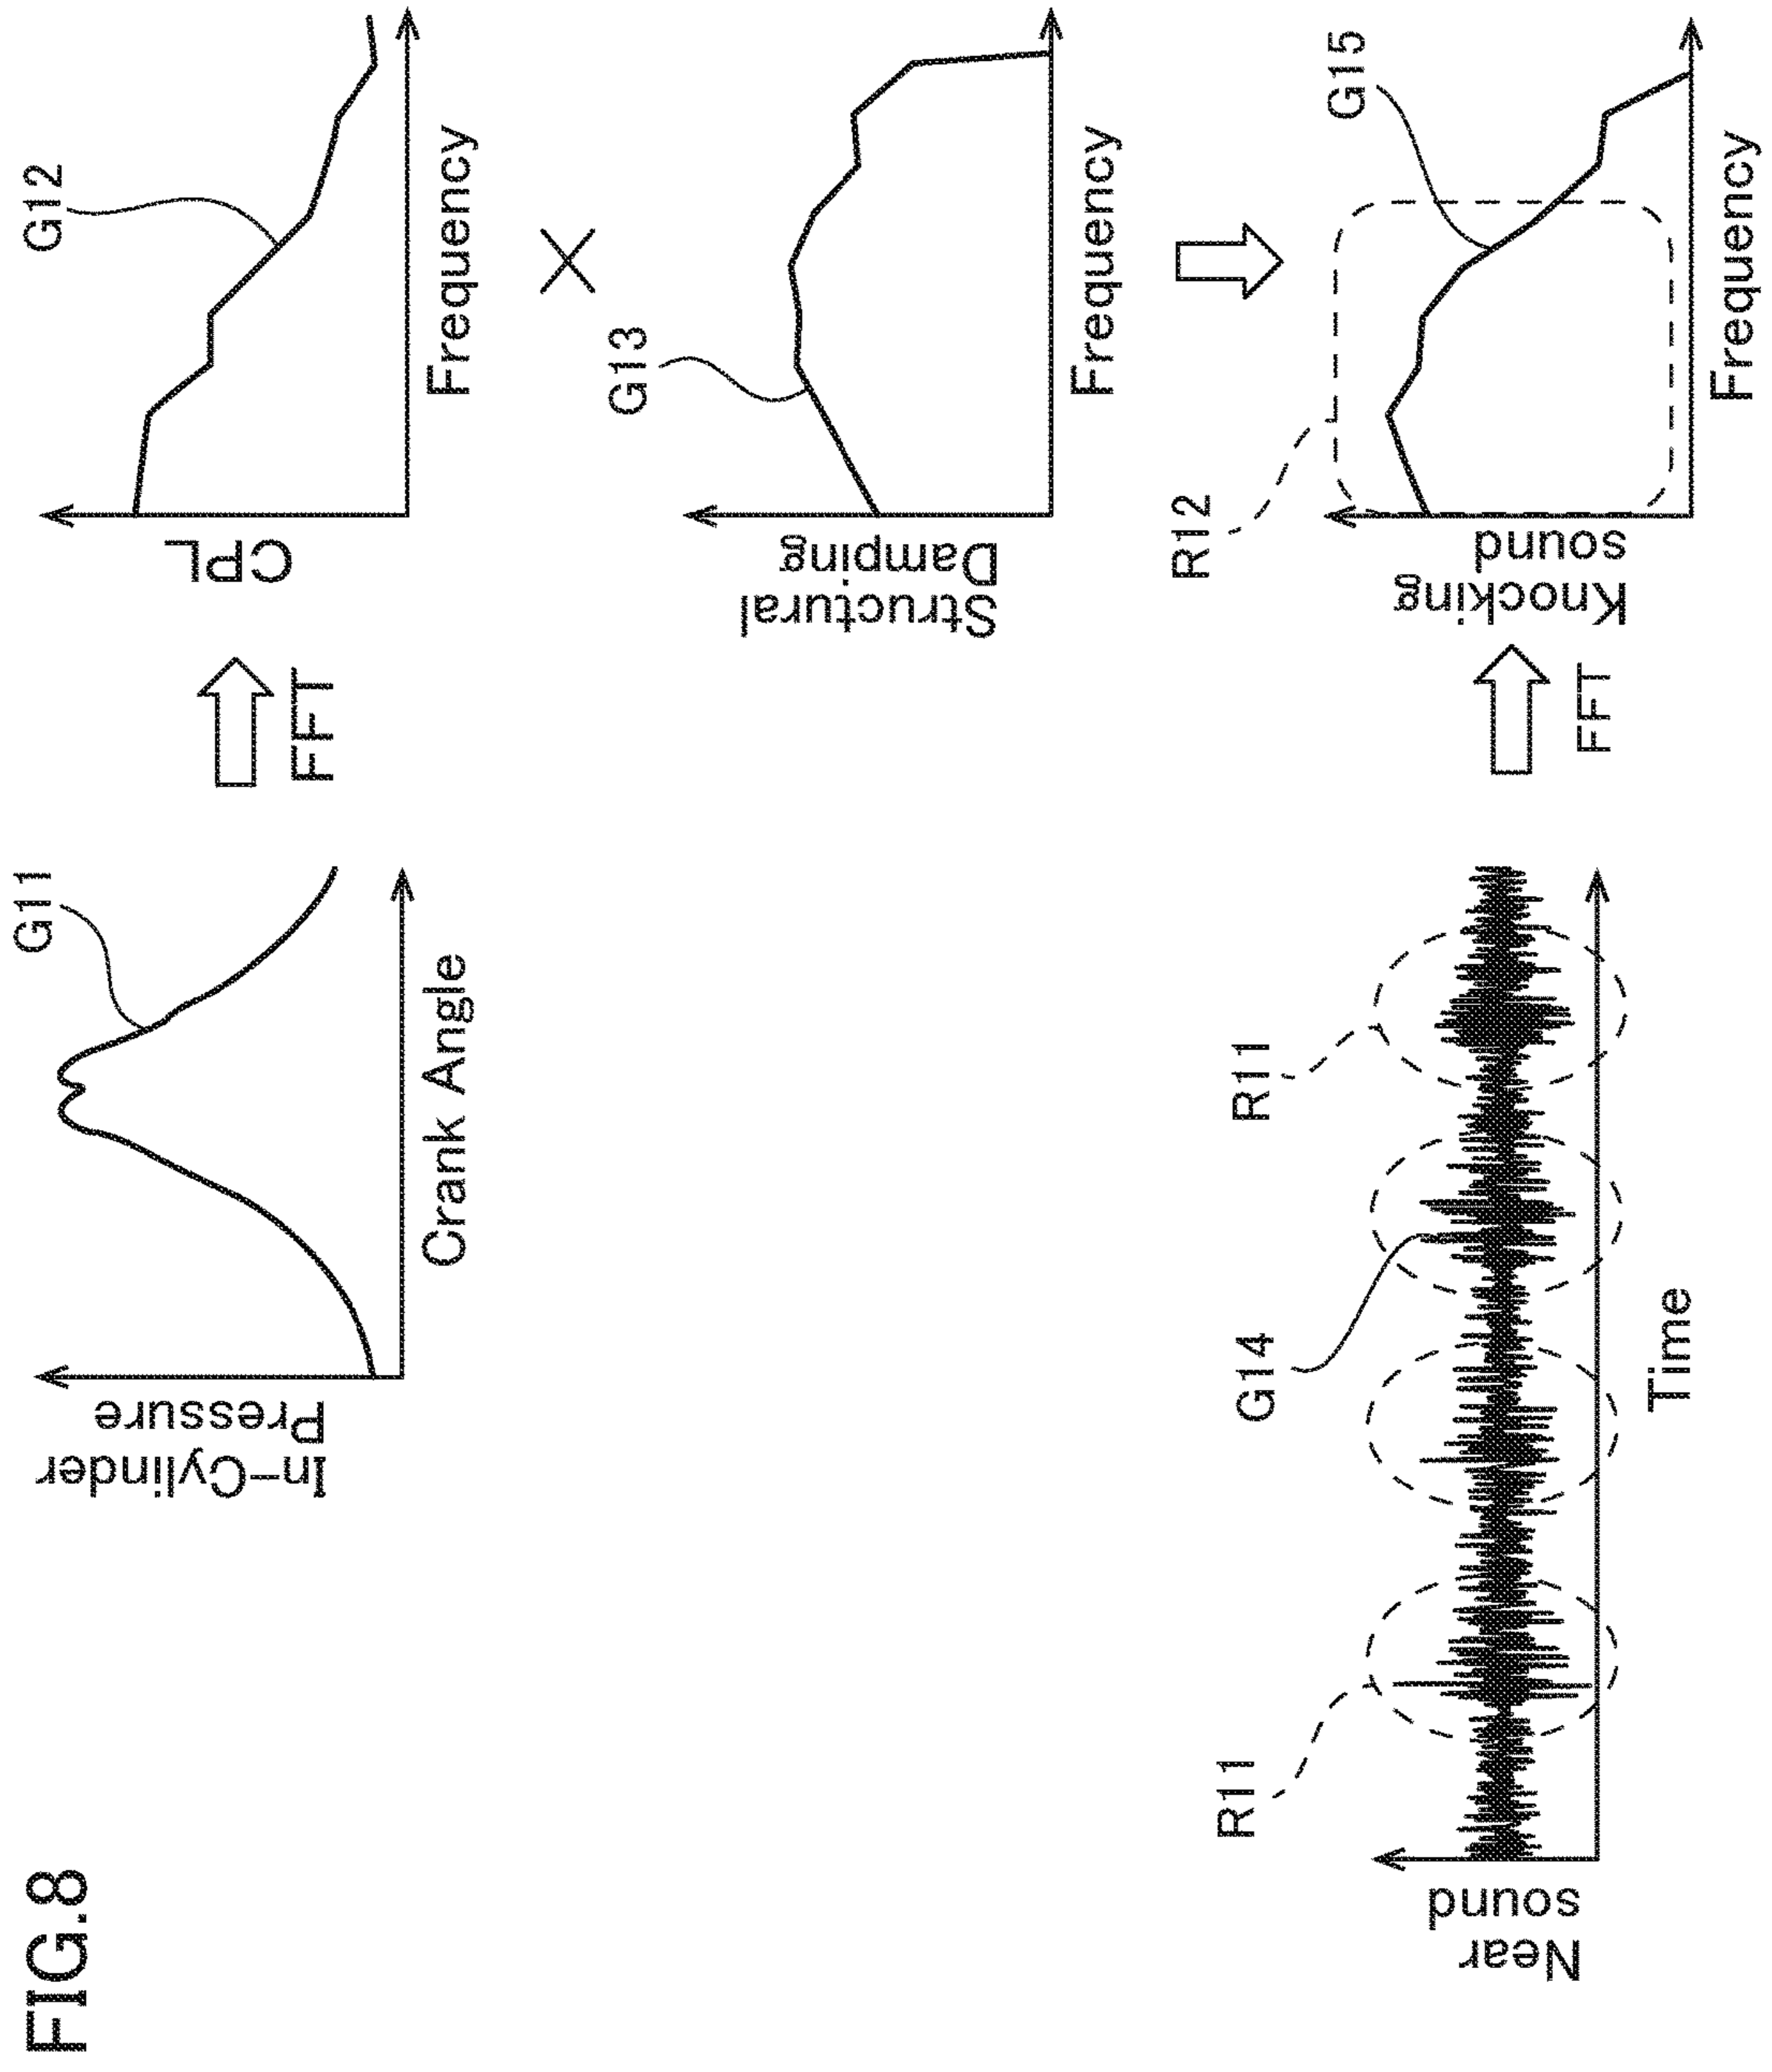 FIG.8
In-Cylinder
Pressure
G11
Crank Angle
FFT
CPL
G12
Frequency
×
Structural
Damping
G13
Frequency
Near
sound
R11
G14
R11
Time
FFT
Knocking
sound
R12
G15
Frequency